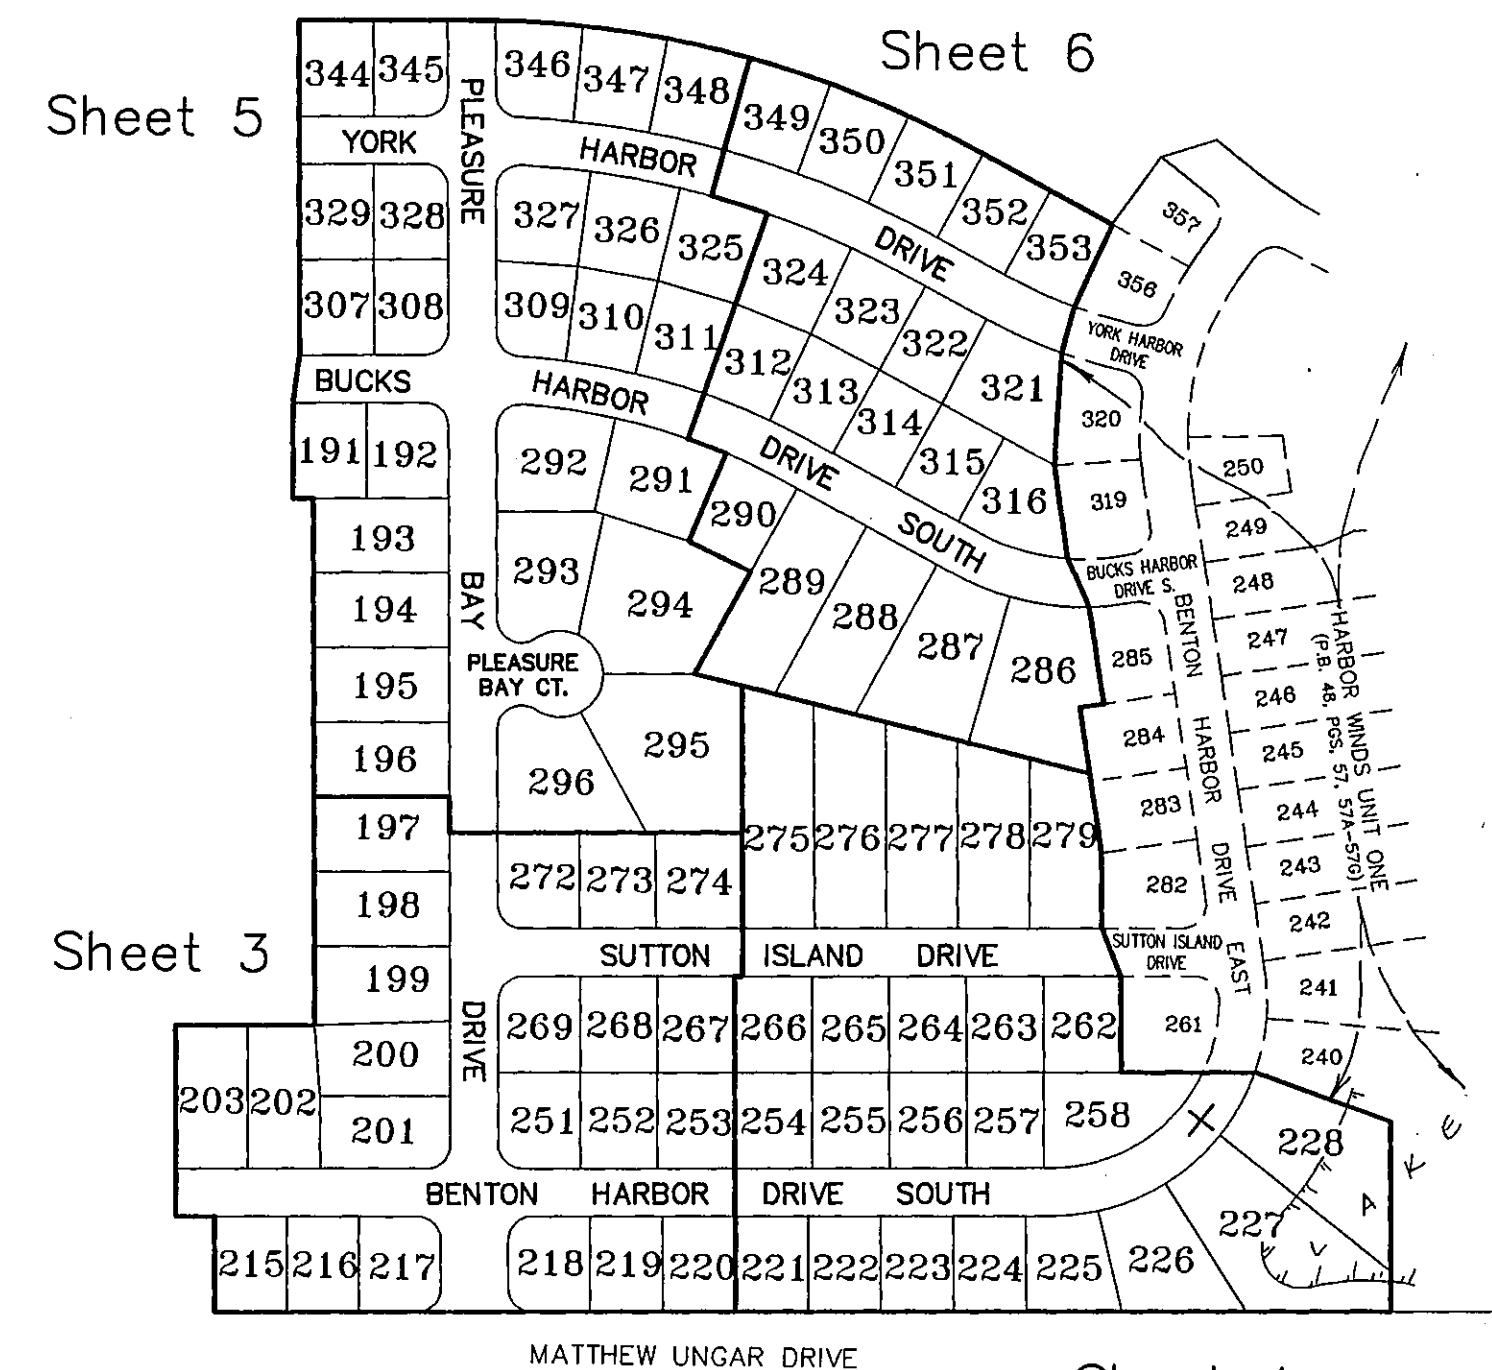 Sheet 6
Sheet 5
344 345 346 347 348 349 350 351 352 353 357 356
PLEASURE
YORK HARBOR DRIVE
329 328 327 326 325 324 323 322 321 320
YORK HARBOR
DRIVE
307 308 309 310 311 312 313 314 315 316 319
BUCKS HARBOR DRIVE SOUTH
191 192 292 291 290 289 288 287 286 285
BUCKS HARBOR
DRIVE S.
193 293 294
194
BAY
PLEASURE
BAY CT.
195 295
196 296
284
283
282
250
249
248
247
246
245
244
243
242
241
240
BENTON HARBOR DRIVE EAST
HARBOR WINDS UNIT ONE
(P.B. 48, PGS, 57, 57A-57G)
197 272 273 274 275 276 277 278 279
198
Sheet 3
SUTTON ISLAND DRIVE
SUTTON ISLAND
DRIVE
199 269 268 267 266 265 264 263 262 261
DRIVE
200
203 202 201 251 252 253 254 255 256 257 258
228
BENTON HARBOR DRIVE SOUTH
215 216 217 218 219 220 221 222 223 224 225 226 227
L A K E
MATTHEW UNGAR DRIVE